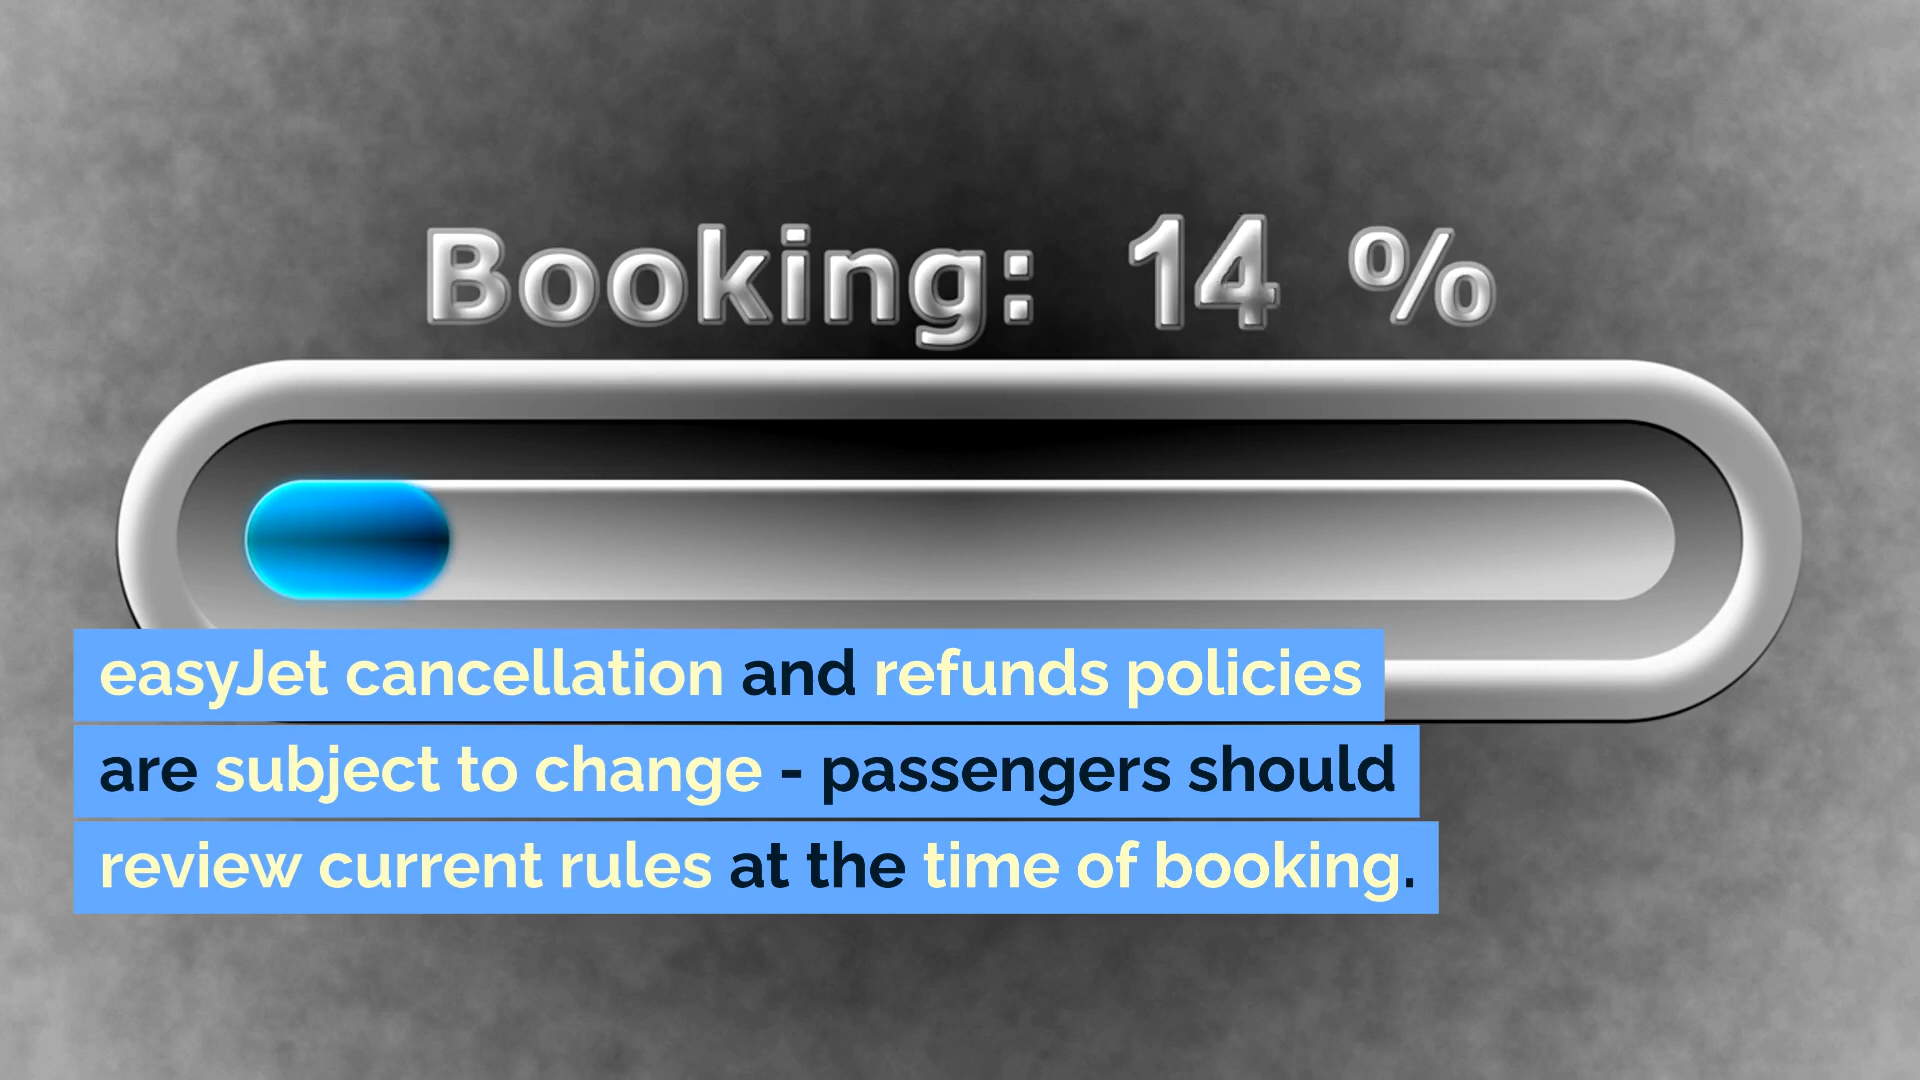 Booking: 14 %
easyJet cancellation and refunds policies
are subject to change - passengers should
review current rules at the time of booking.